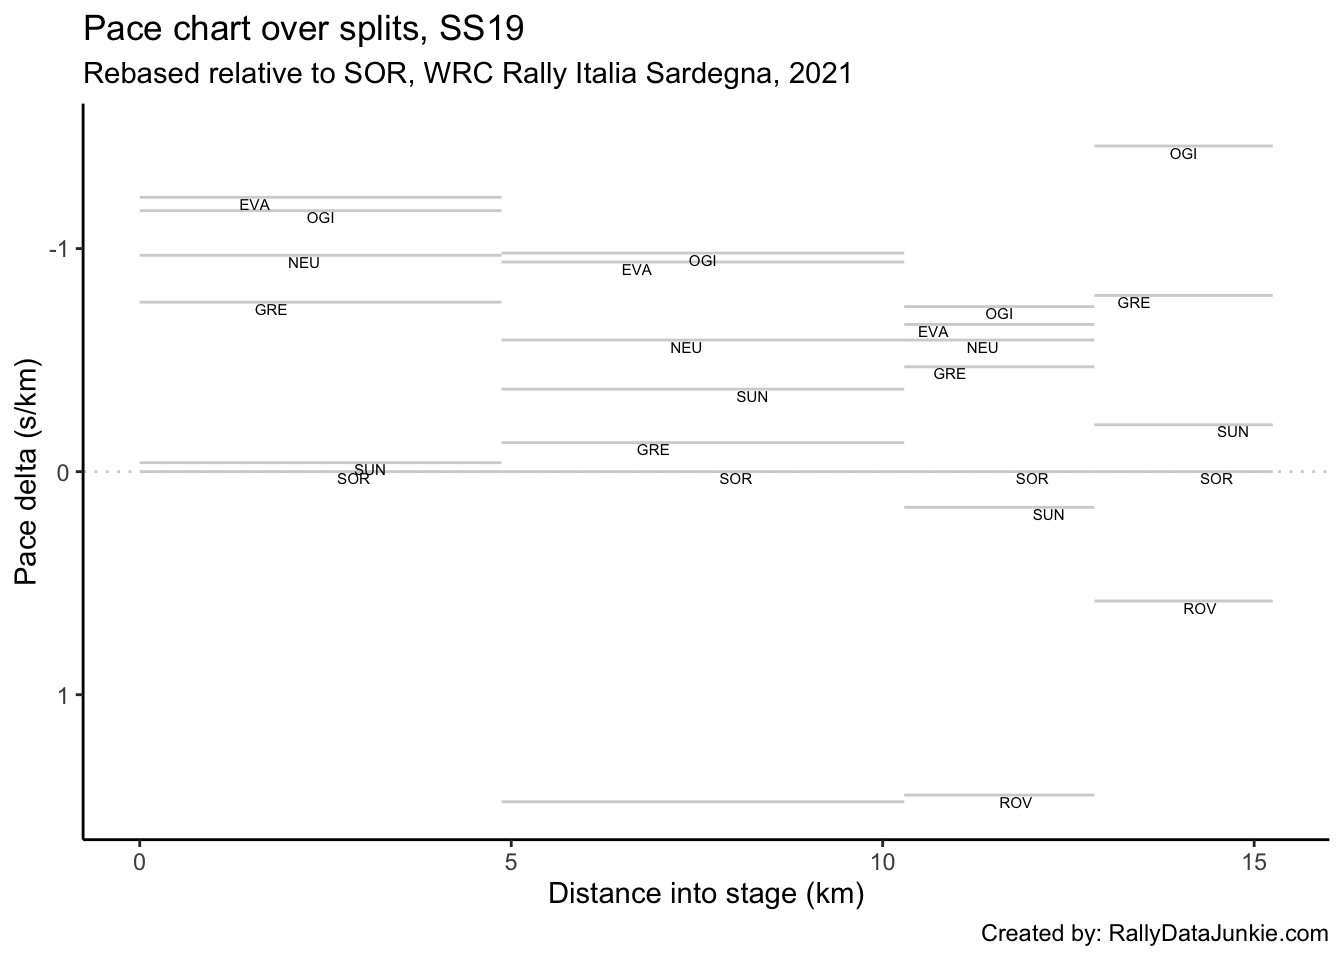 Pace chart over splits, SS19
Rebased relative to SOR, WRC Rally Italia Sardegna, 2021
OGI
EVA
OGI
-1
NEU
OGI
EVA
GRE
GRE
OGI
EVA
NEU
NEU
GRE
SUN
SUN
GRE
SUN
0
SOR
SOR
SOR
SOR
SUN
ROV
1
ROV
Pace delta (s/km)
0 5 10 15
Distance into stage (km)
Created by: RallyDataJunkie.com